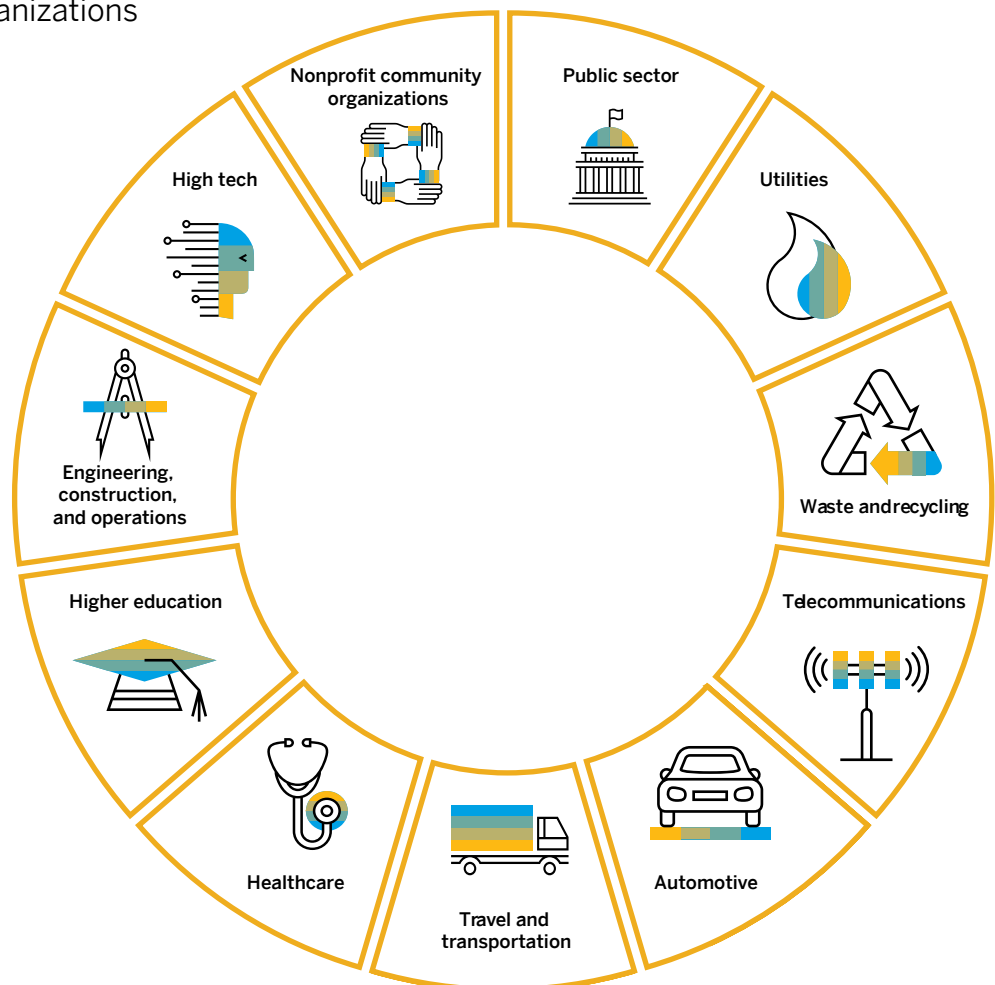 anizations
Nonprofit community
organizations
Public sector
Utilities
Waste andrecycling
Telecommunications
Automotive
Travel and
transportation
Healthcare
Higher education
Engineering,
construction,
and operations
High tech